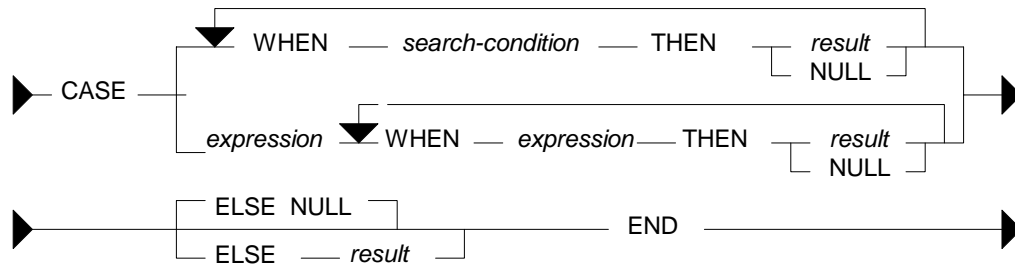 WHEN search-condition THEN result
NULL
CASE
expression WHEN expression THEN result
NULL
ELSE NULL
END
ELSE result